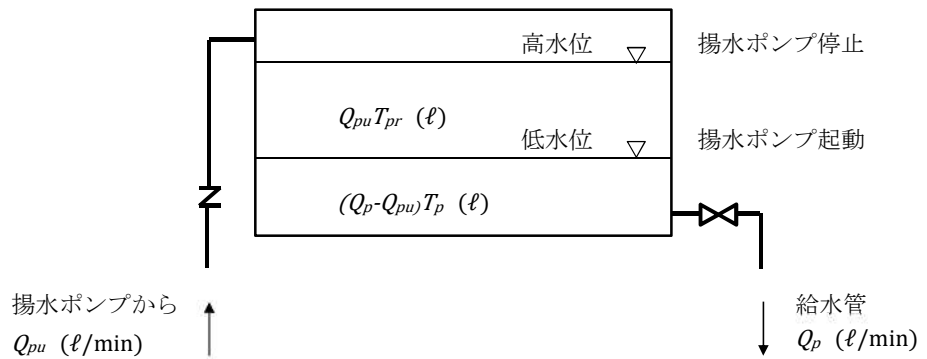 高水位 揚水ポンプ停止
QpuTpr (ℓ)
低水位 揚水ポンプ起動
(Qp-Qpu)Tp (ℓ)
揚水ポンプから
Qpu (ℓ/min)
給水管
Qp (ℓ/min)